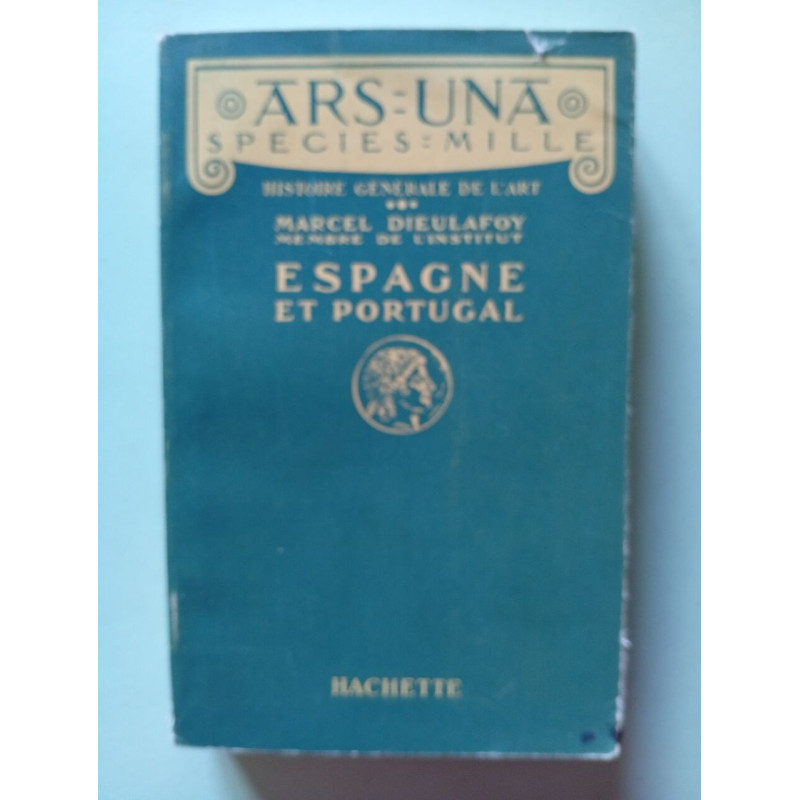 ARS=UNA
SPECIES=MILLE
HISTOIRE GÉNÉRALE DE L'ART
MARCEL DIEULAFOY
MEMBRE DE L'INSTITUT
ESPAGNE
ET PORTUGAL
HACHETTE